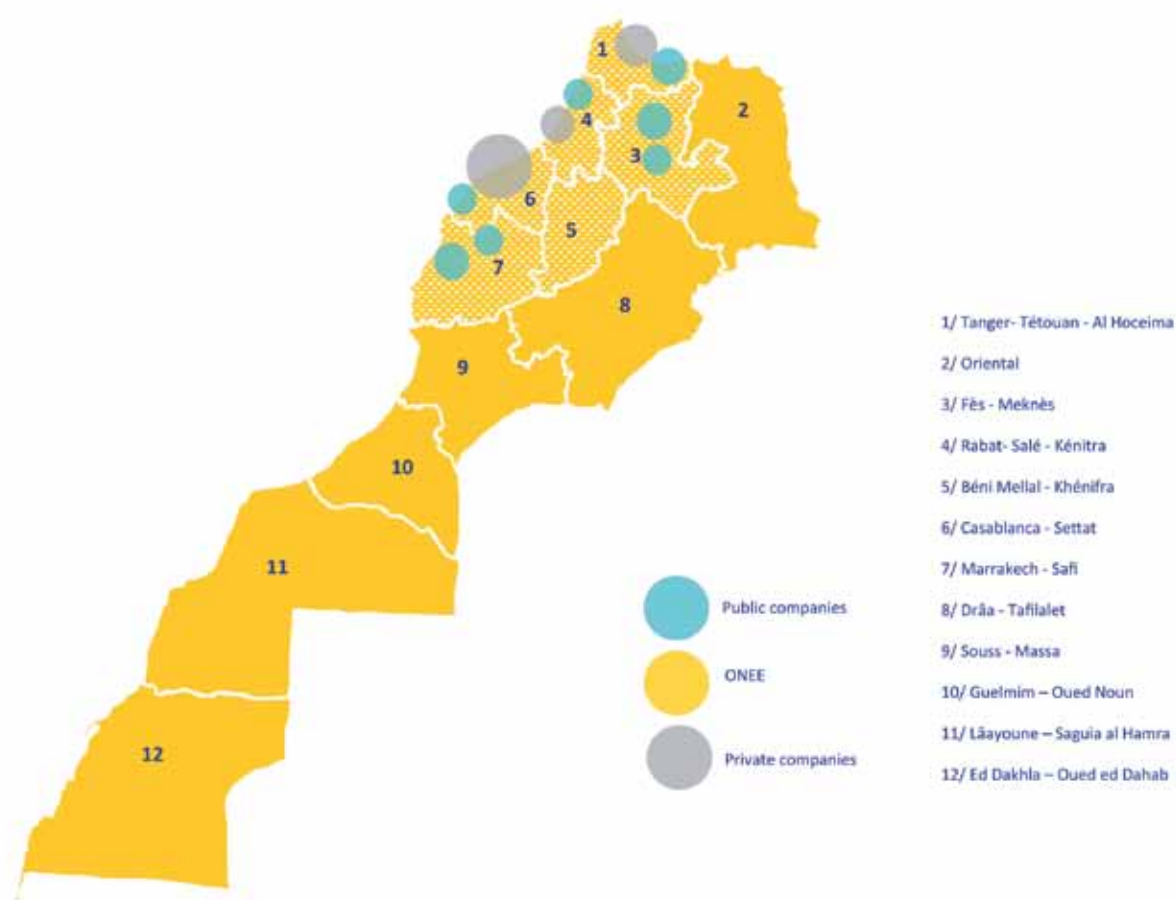 1
2
3
4
5
6
7
8
9
10
11
12
Public companies
ONEE
Private companies
1/ Tanger- Tétouan - Al Hoceima
2/ Oriental
3/ Fès - Meknès
4/ Rabat- Salé - Kénitra
5/ Béni Mellal - Khénifra
6/ Casablanca - Settat
7/ Marrakech - Safi
8/ Drâa - Tafilalet
9/ Souss - Massa
10/ Guelmim – Oued Noun
11/ Lâayoune – Saguia al Hamra
12/ Ed Dakhla – Oued ed Dahab